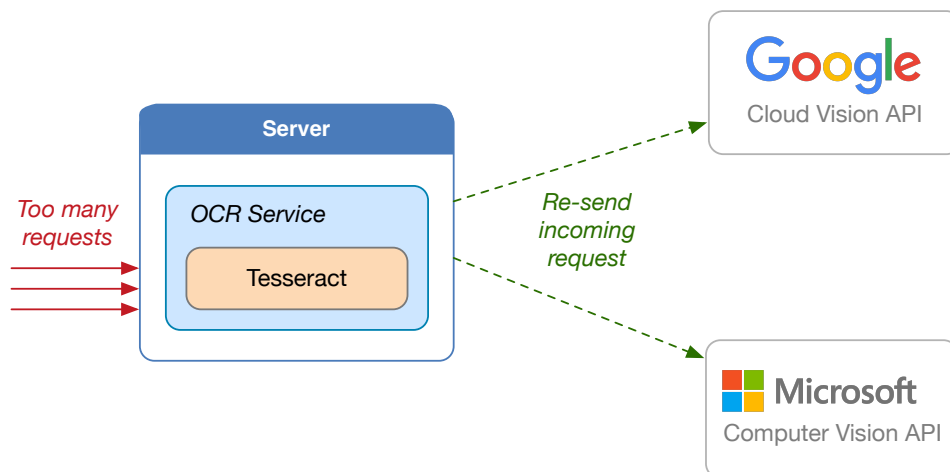 Google
Cloud Vision API
Server
Too many
requests
OCR Service
Tesseract
Re-send
incoming
request
Microsoft
Computer Vision API